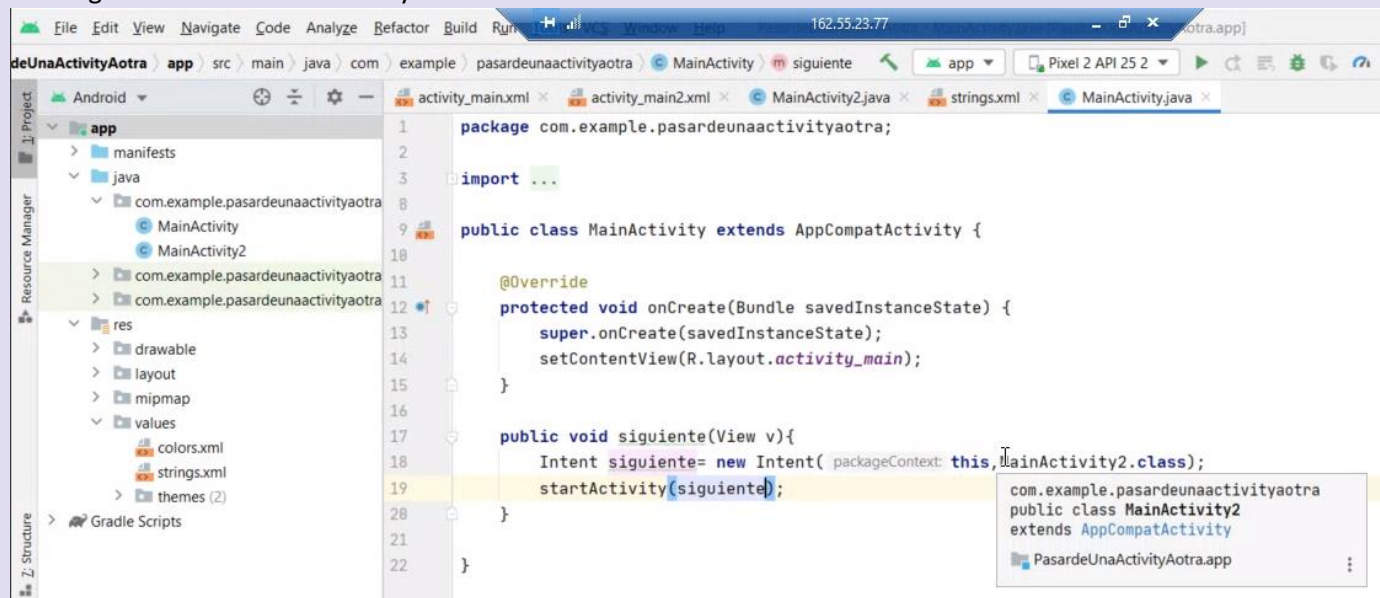 162.55.23.77
File Edit View Navigate Code Analyze Refactor Build Run VCS Window Help
deUnaActivityAotra app src main java com example pasardeunaactivityaotra MainActivity siguiente app Pixel 2 API 25 2
1: Project
Resource Manager
Z: Structure
Android
app
manifests
java
com.example.pasardeunaactivityaotra
MainActivity
MainActivity2
com.example.pasardeunaactivityaotra
com.example.pasardeunaactivityaotra
res
drawable
layout
mipmap
values
colors.xml
strings.xml
themes (2)
Gradle Scripts
activity_main.xml activity_main2.xml MainActivity2.java strings.xml MainActivity.java
1 package com.example.pasardeunaactivityaotra;
2
3 import ...
8
9 public class MainActivity extends AppCompatActivity {
10
11 @Override
12 protected void onCreate(Bundle savedInstanceState) {
13 super.onCreate(savedInstanceState);
14 setContentView(R.layout.activity_main);
15 }
16
17 public void siguiente(View v){
18 Intent siguiente= new Intent( packageContext: this,MainActivity2.class);
19 startActivity(siguiente);
20 }
21
22 }
com.example.pasardeunaactivityaotra
public class MainActivity2
extends AppCompatActivity
PasardeUnaActivityAotra.app